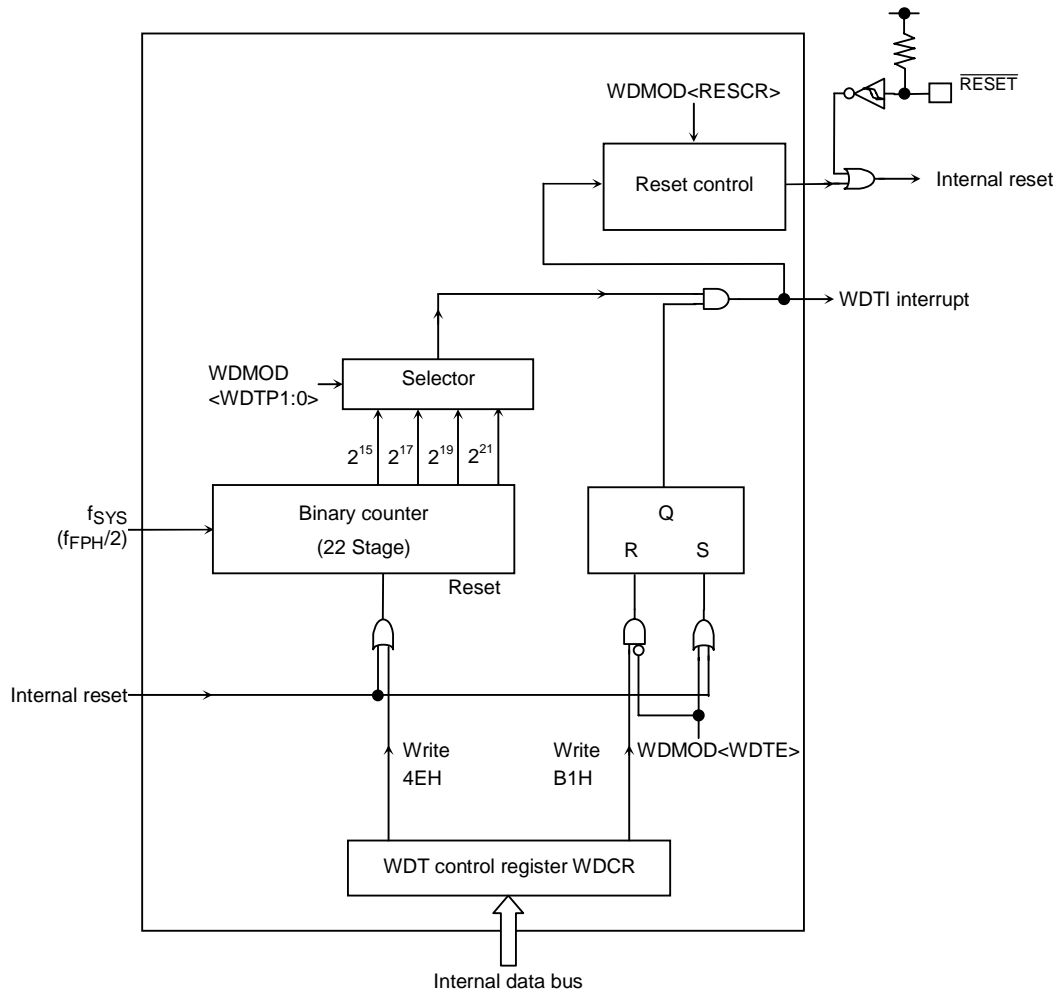 RESET
WDMOD<RESCR>
Reset control
Internal reset
WDTI interrupt
WDMOD
<WDTP1:0>
Selector
2^15 2^17 2^19 2^21
fSYS
(fFPH/2)
Binary counter
(22 Stage)
Reset
Q
R S
Internal reset
Write
4EH
Write
B1H
WDMOD<WDTE>
WDT control register WDCR
Internal data bus